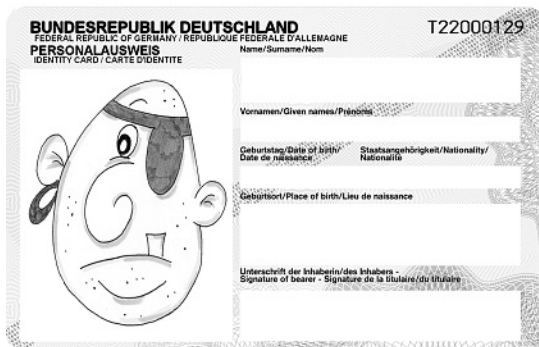 BUNDESREPUBLIK DEUTSCHLAND
T22000129
FEDERAL REPUBLIC OF GERMANY / REPUBLIQUE FEDERALE D'ALLEMAGNE
PERSONALAUSWEIS
IDENTITY CARD / CARTE D'IDENTITE
Name/Surname/Nom
Vornamen/Given names/Prénoms
Geburtstag/Date of birth/
Date de naissance
Staatsangehörigkeit/Nationality/
Nationalité
Geburtsort/Place of birth/Lieu de naissance
Unterschrift der Inhaberin/des Inhabers -
Signature of bearer - Signature de la titulaire/du titulaire